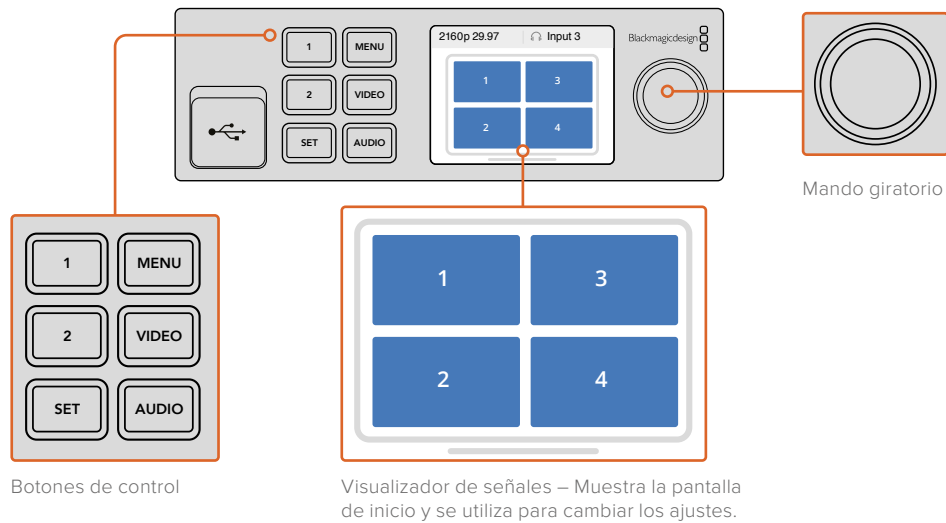 1
MENU
2
VIDEO
SET
AUDIO
2160p 29.97
Input 3
1
3
2
4
Blackmagicdesign
Mando giratorio
1
MENU
2
VIDEO
SET
AUDIO
Botones de control
1
3
2
4
Visualizador de señales – Muestra la pantalla
de inicio y se utiliza para cambiar los ajustes.